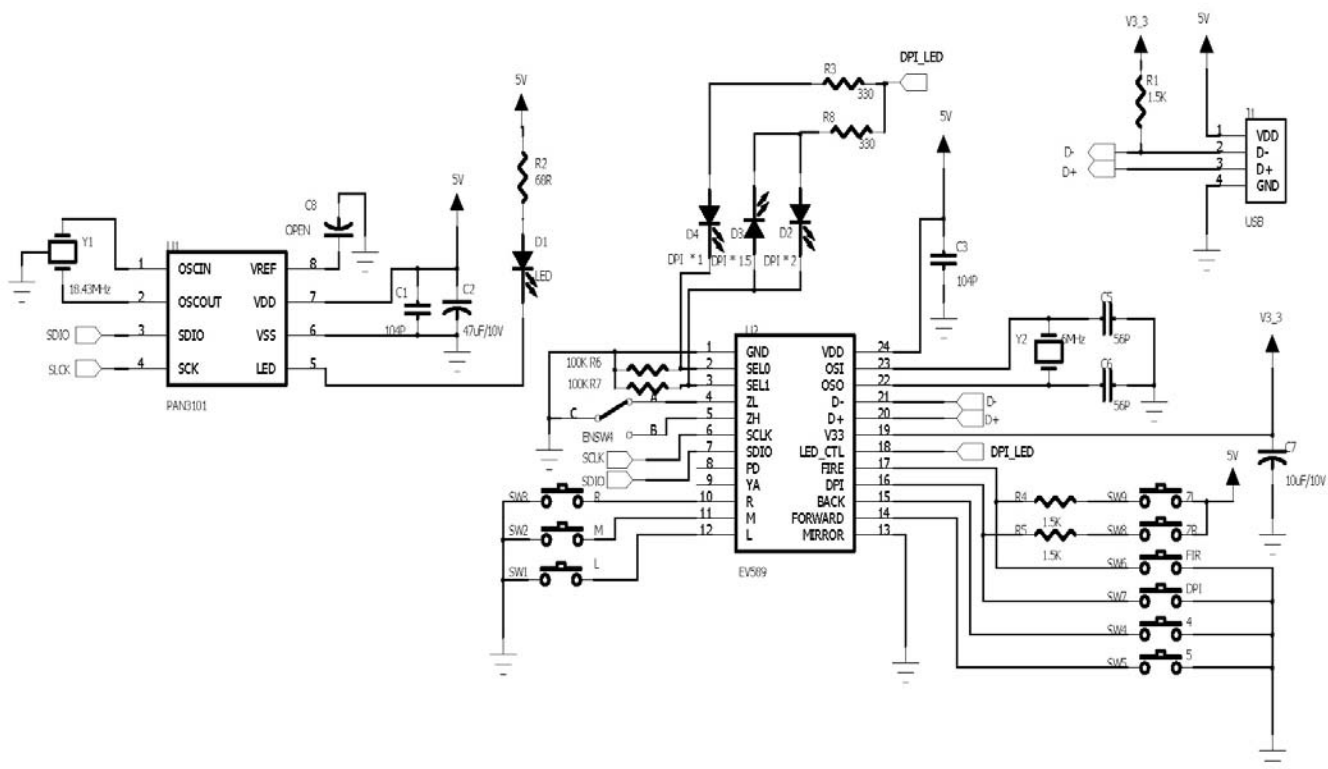 V3_3
5V
DPI_LED
R3
330
R1
1.5K
J1
5V
R8
330
5V
1
VDD
D-
2
D-
D+
3
D+
4
GND
USB
R2
68R
5V
C8
OPEN
D1
LED
D4
D3
D2
DPI * 1
DPI * 1.5
DPI * 2
C3
104P
Y1
18.43MHz
U1
1
OSCIN
VREF
8
2
OSCOUT
VDD
7
SDIO
3
SDIO
VSS
6
SLCK
4
SCK
LED
5
PAN3101
C1
104P
C2
47uF/10V
U2
1
GND
VDD
24
100K R6
2
SEL0
OSI
23
100K R7
3
SEL1
OSO
22
A
4
ZL
D-
21
D-
C
B
5
ZH
D+
20
D+
ENSW4
SCLK
6
SCLK
V33
19
SDIO
7
SDIO
LED_CTL
18
DPI_LED
8
PD
FIRE
17
9
YA
DPI
16
10
R
BACK
15
11
M
FORWARD
14
12
L
MIRROR
13
EV589
Y2
6MHz
C5
56P
C6
56P
V3_3
C7
10uF/10V
5V
SW3
R
SW2
M
SW1
L
R4
1.5K
SW9
7L
R5
1.5K
SW8
7R
SW6
FIR
SW7
DPI
SW4
4
SW5
5